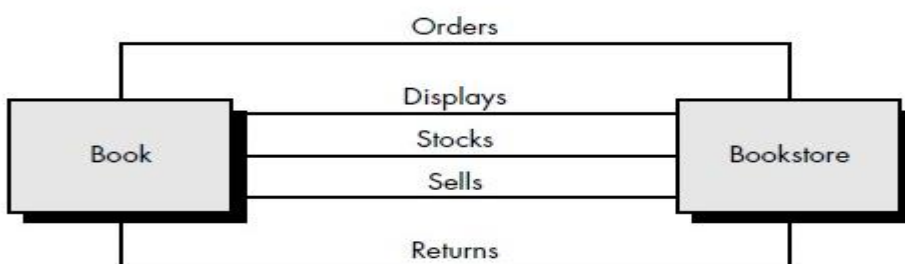 Orders
Displays
Book
Stocks
Bookstore
Sells
Returns